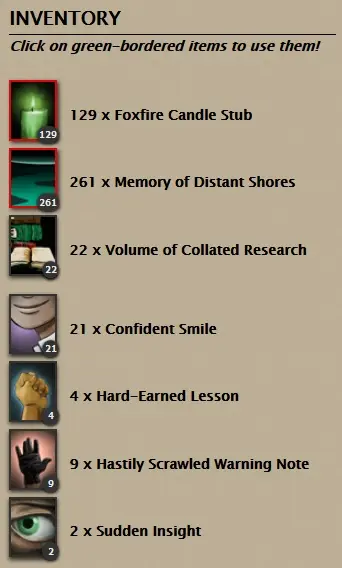 INVENTORY
Click on green-bordered items to use them!
129
129 x Foxfire Candle Stub
261
261 x Memory of Distant Shores
22
22 x Volume of Collated Research
21
21 x Confident Smile
4
4 x Hard-Earned Lesson
9
9 x Hastily Scrawled Warning Note
2
2 x Sudden Insight